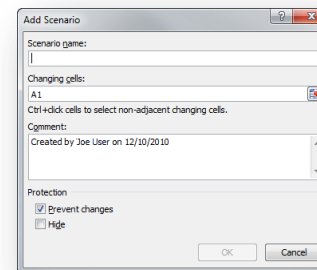 Add Scenario
Scenario name:
Changing cells:
A1
Ctrl+click cells to select non-adjacent changing cells.
Comment:
Created by Joe User on 12/10/2010
Protection
Prevent changes
Hide
OK
Cancel